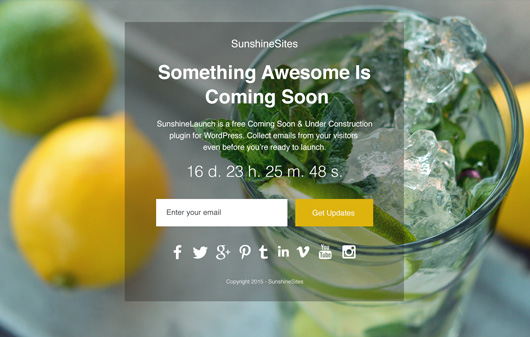 SunshineSites
Something Awesome Is
Coming Soon
SunshineLaunch is a free Coming Soon & Under Construction
plugin for WordPress. Collect emails from your visitors
even before you're ready to launch.
16 d. 23 h. 25 m. 48 s.
Enter your email
Get Updates
You
Tube
Copyright 2015 - SunshineSites